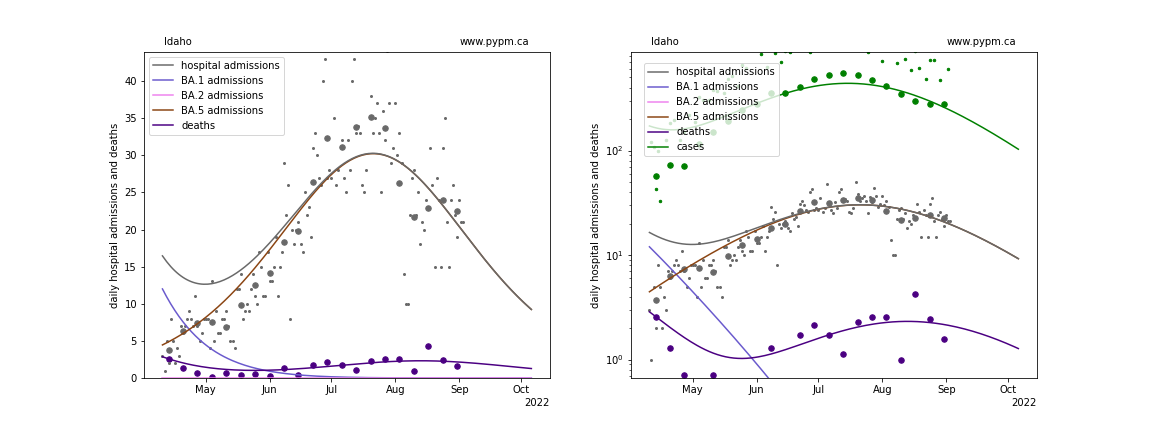 Idaho www.pypm.ca
daily hospital admissions and deaths
40
35
30
25
20
15
10
5
0
hospital admissions
BA.1 admissions
BA.2 admissions
BA.5 admissions
deaths
May Jun Jul Aug Sep Oct
2022
Idaho www.pypm.ca
daily hospital admissions and deaths
10²
10¹
10⁰
hospital admissions
BA.1 admissions
BA.2 admissions
BA.5 admissions
deaths
cases
May Jun Jul Aug Sep Oct
2022